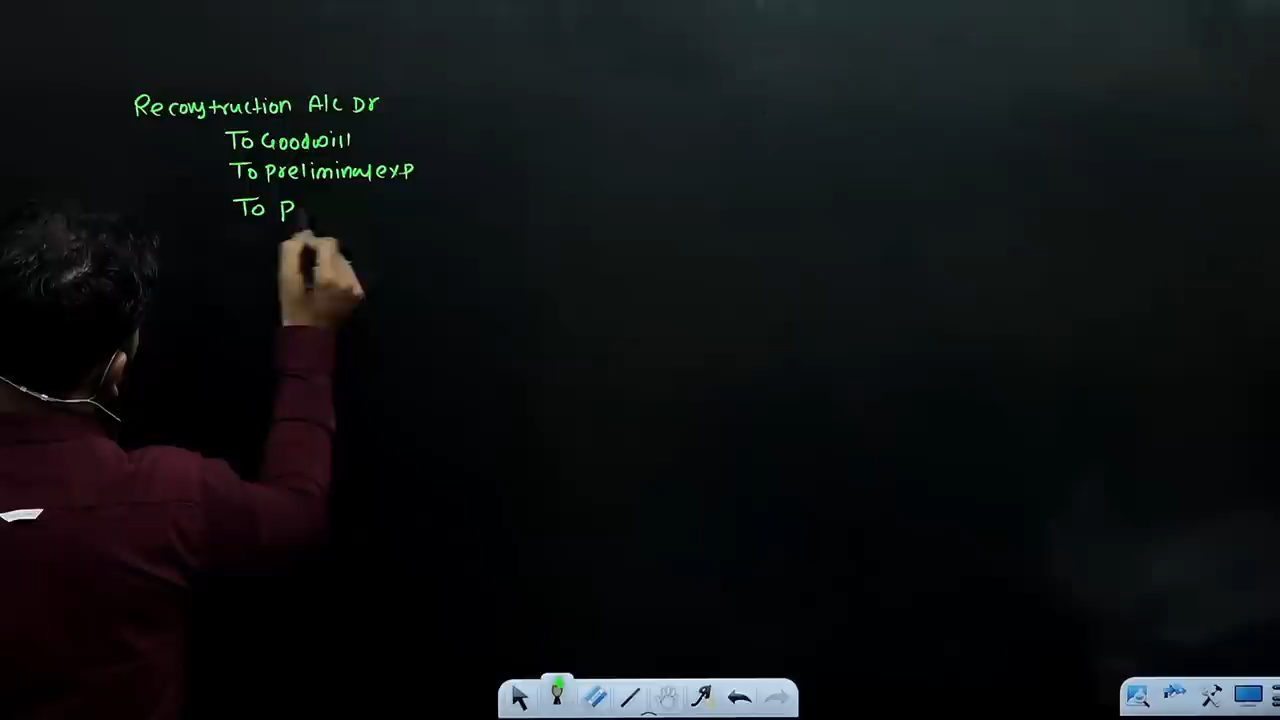 Reconstruction A/c Dr
To Goodwill
To Preliminary exp
To P